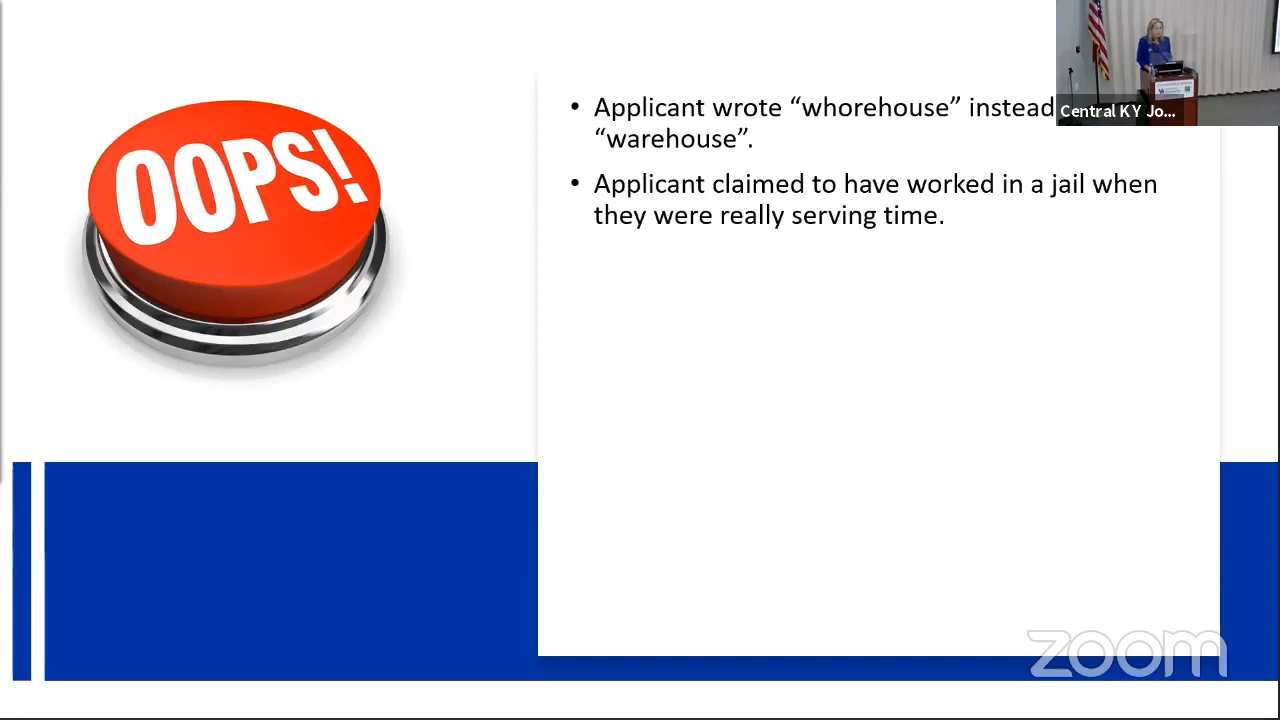 OOPS!
• Applicant wrote “whorehouse” instead
“warehouse”.
• Applicant claimed to have worked in a jail when
they were really serving time.
Central KY Jo...
zoom